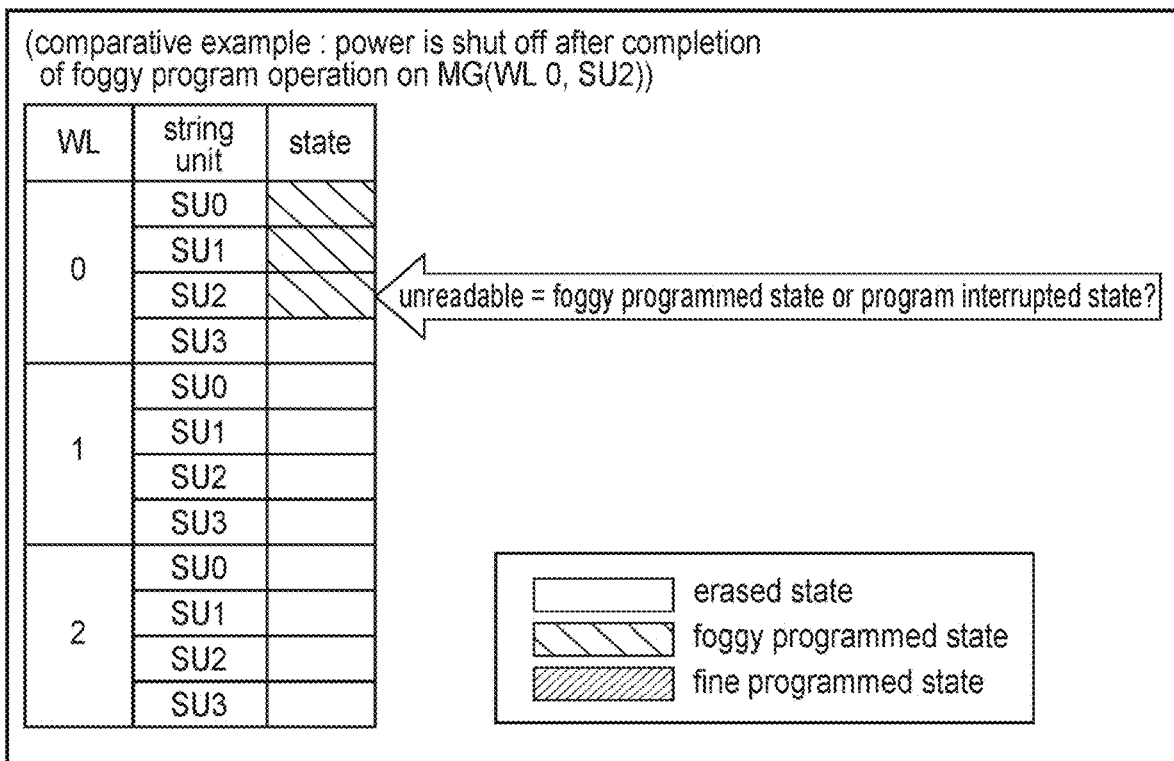 (comparative example : power is shut off after completion
of foggy program operation on MG(WL 0, SU2))
WL string unit state
0
SU0
SU1
SU2
SU3
unreadable = foggy programmed state or program interrupted state?
1
SU0
SU1
SU2
SU3
2
SU0
SU1
SU2
SU3
erased state
foggy programmed state
fine programmed state